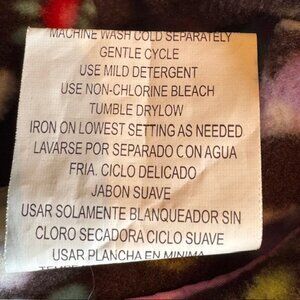 MACHINE WASH COLD SEPARATELY
GENTLE CYCLE
USE MILD DETERGENT
USE NON-CHLORINE BLEACH
TUMBLE DRYLOW
IRON ON LOWEST SETTING AS NEEDED
LAVARSE POR SEPARADO CON AGUA
FRIA. CICLO DELICADO
JABON SUAVE
USAR SOLAMENTE BLANQUEADOR SIN
CLORO SECADORA CICLO SUAVE
USAR PLANCHA EN MINIMA